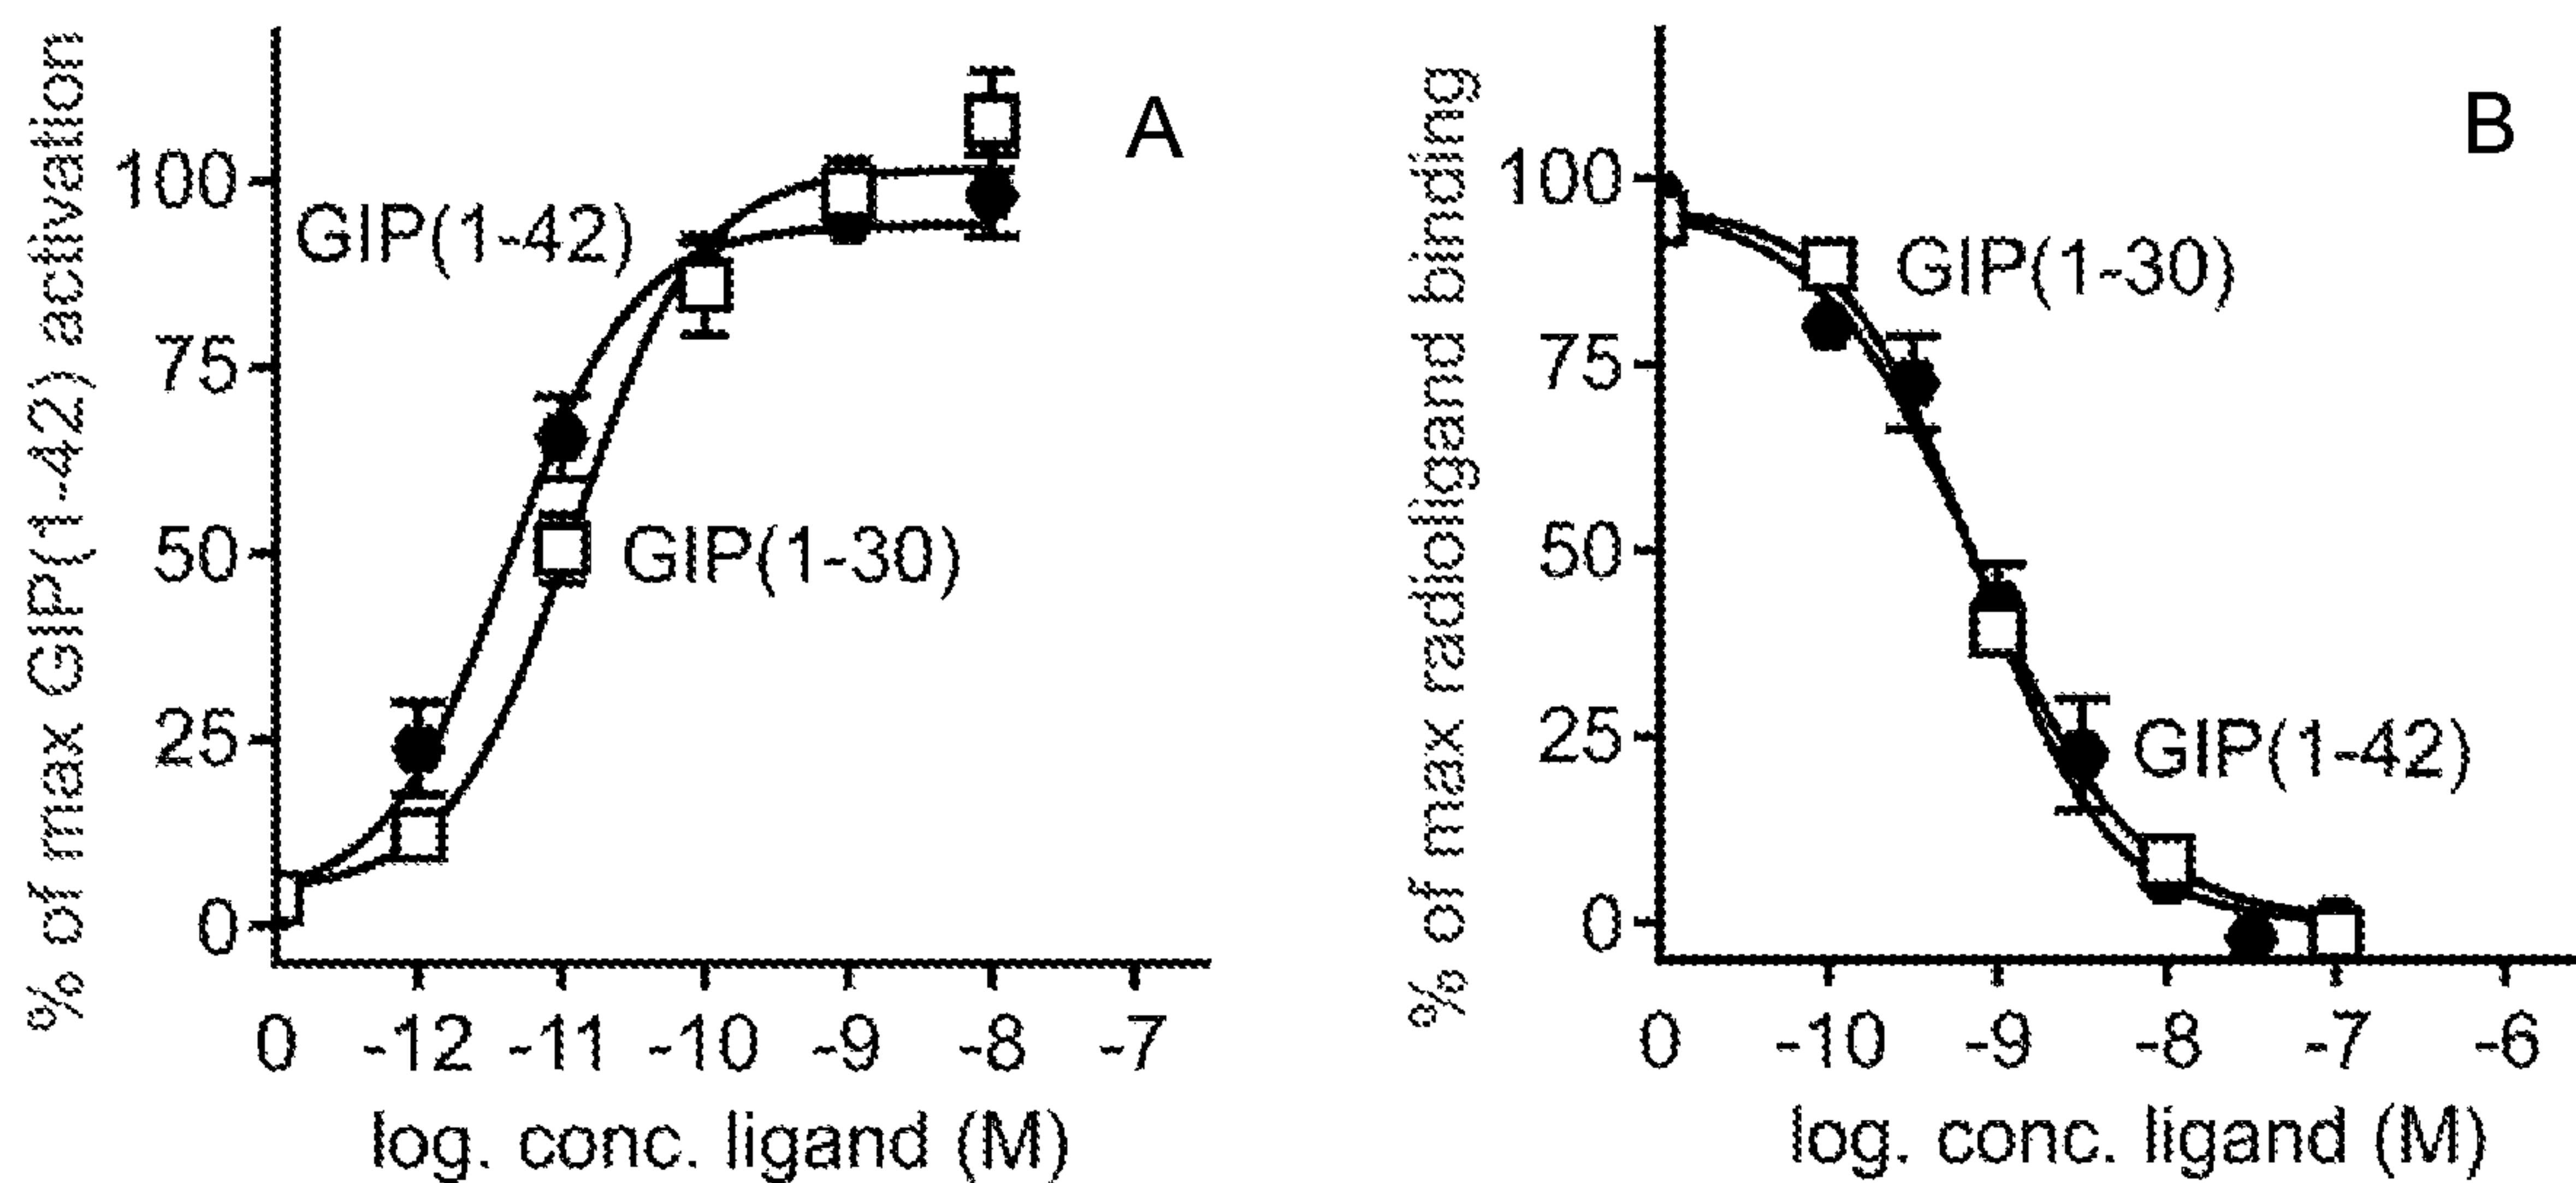 % of max GIP(1-42) activation
A
100
75
50
25
0
GIP(1-42)
GIP(1-30)
0 -12 -11 -10 -9 -8 -7
log. conc. ligand (M)
% of max radioligand binding
B
100
75
50
25
0
GIP(1-30)
GIP(1-42)
0 -10 -9 -8 -7 -6
log. conc. ligand (M)